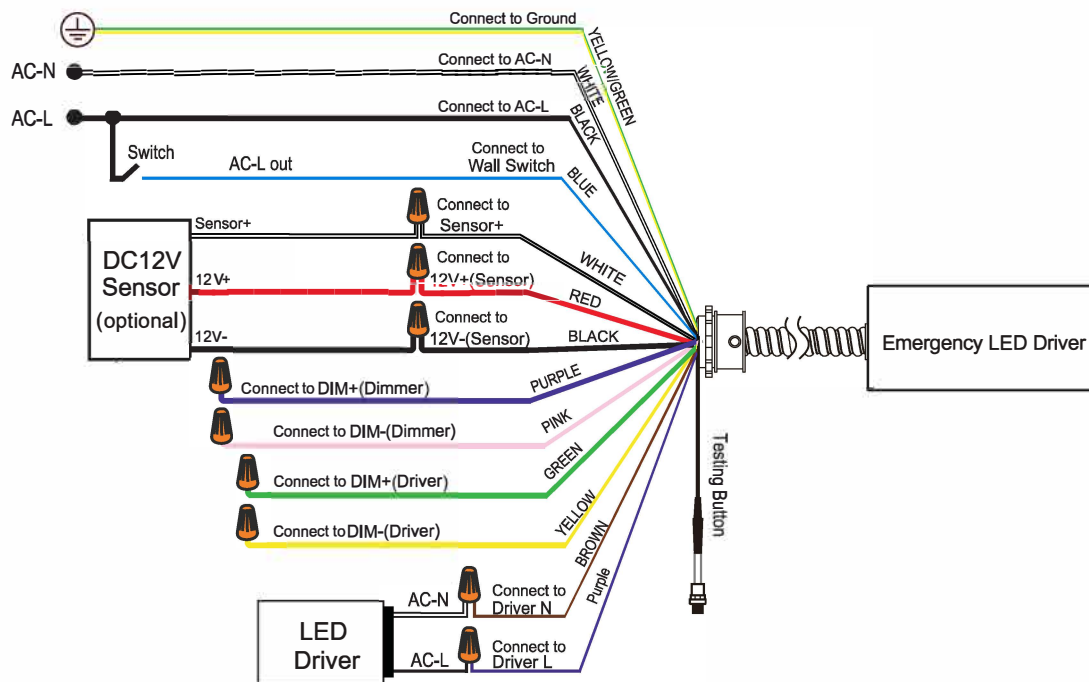 Connect to Ground
YELLOW/GREEN
AC-N
Connect to AC-N
WHITE
AC-L
Connect to AC-L
BLACK
Switch
AC-L out
Connect to
Wall Switch
BLUE
DC12V
Sensor
(optional)
Sensor+
Connect to
Sensor+
WHITE
12V+
Connect to
12V+(Sensor)
RED
12V-
Connect to
12V-(Sensor)
BLACK
Emergency LED Driver
Connect to DIM+(Dimmer)
PURPLE
Connect to DIM-(Dimmer)
PINK
Connect to DIM+(Driver)
GREEN
Connect to DIM-(Driver)
YELLOW
BROWN
Purple
Testing Button
LED
Driver
AC-N
Connect to
Driver N
AC-L
Connect to
Driver L